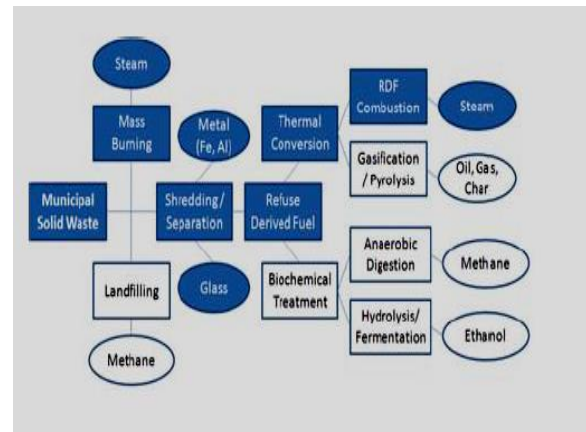 Steam
Mass
Burning
Metal
(Fe, Al)
Thermal
Conversion
RDF
Combustion
Steam
Gasification
/ Pyrolysis
Oil, Gas,
Char
Municipal
Solid Waste
Shredding/
Separation
Refuse
Derived Fuel
Landfilling
Glass
Biochemical
Treatment
Anaerobic
Digestion
Methane
Hydrolysis/
Fermentation
Ethanol
Methane